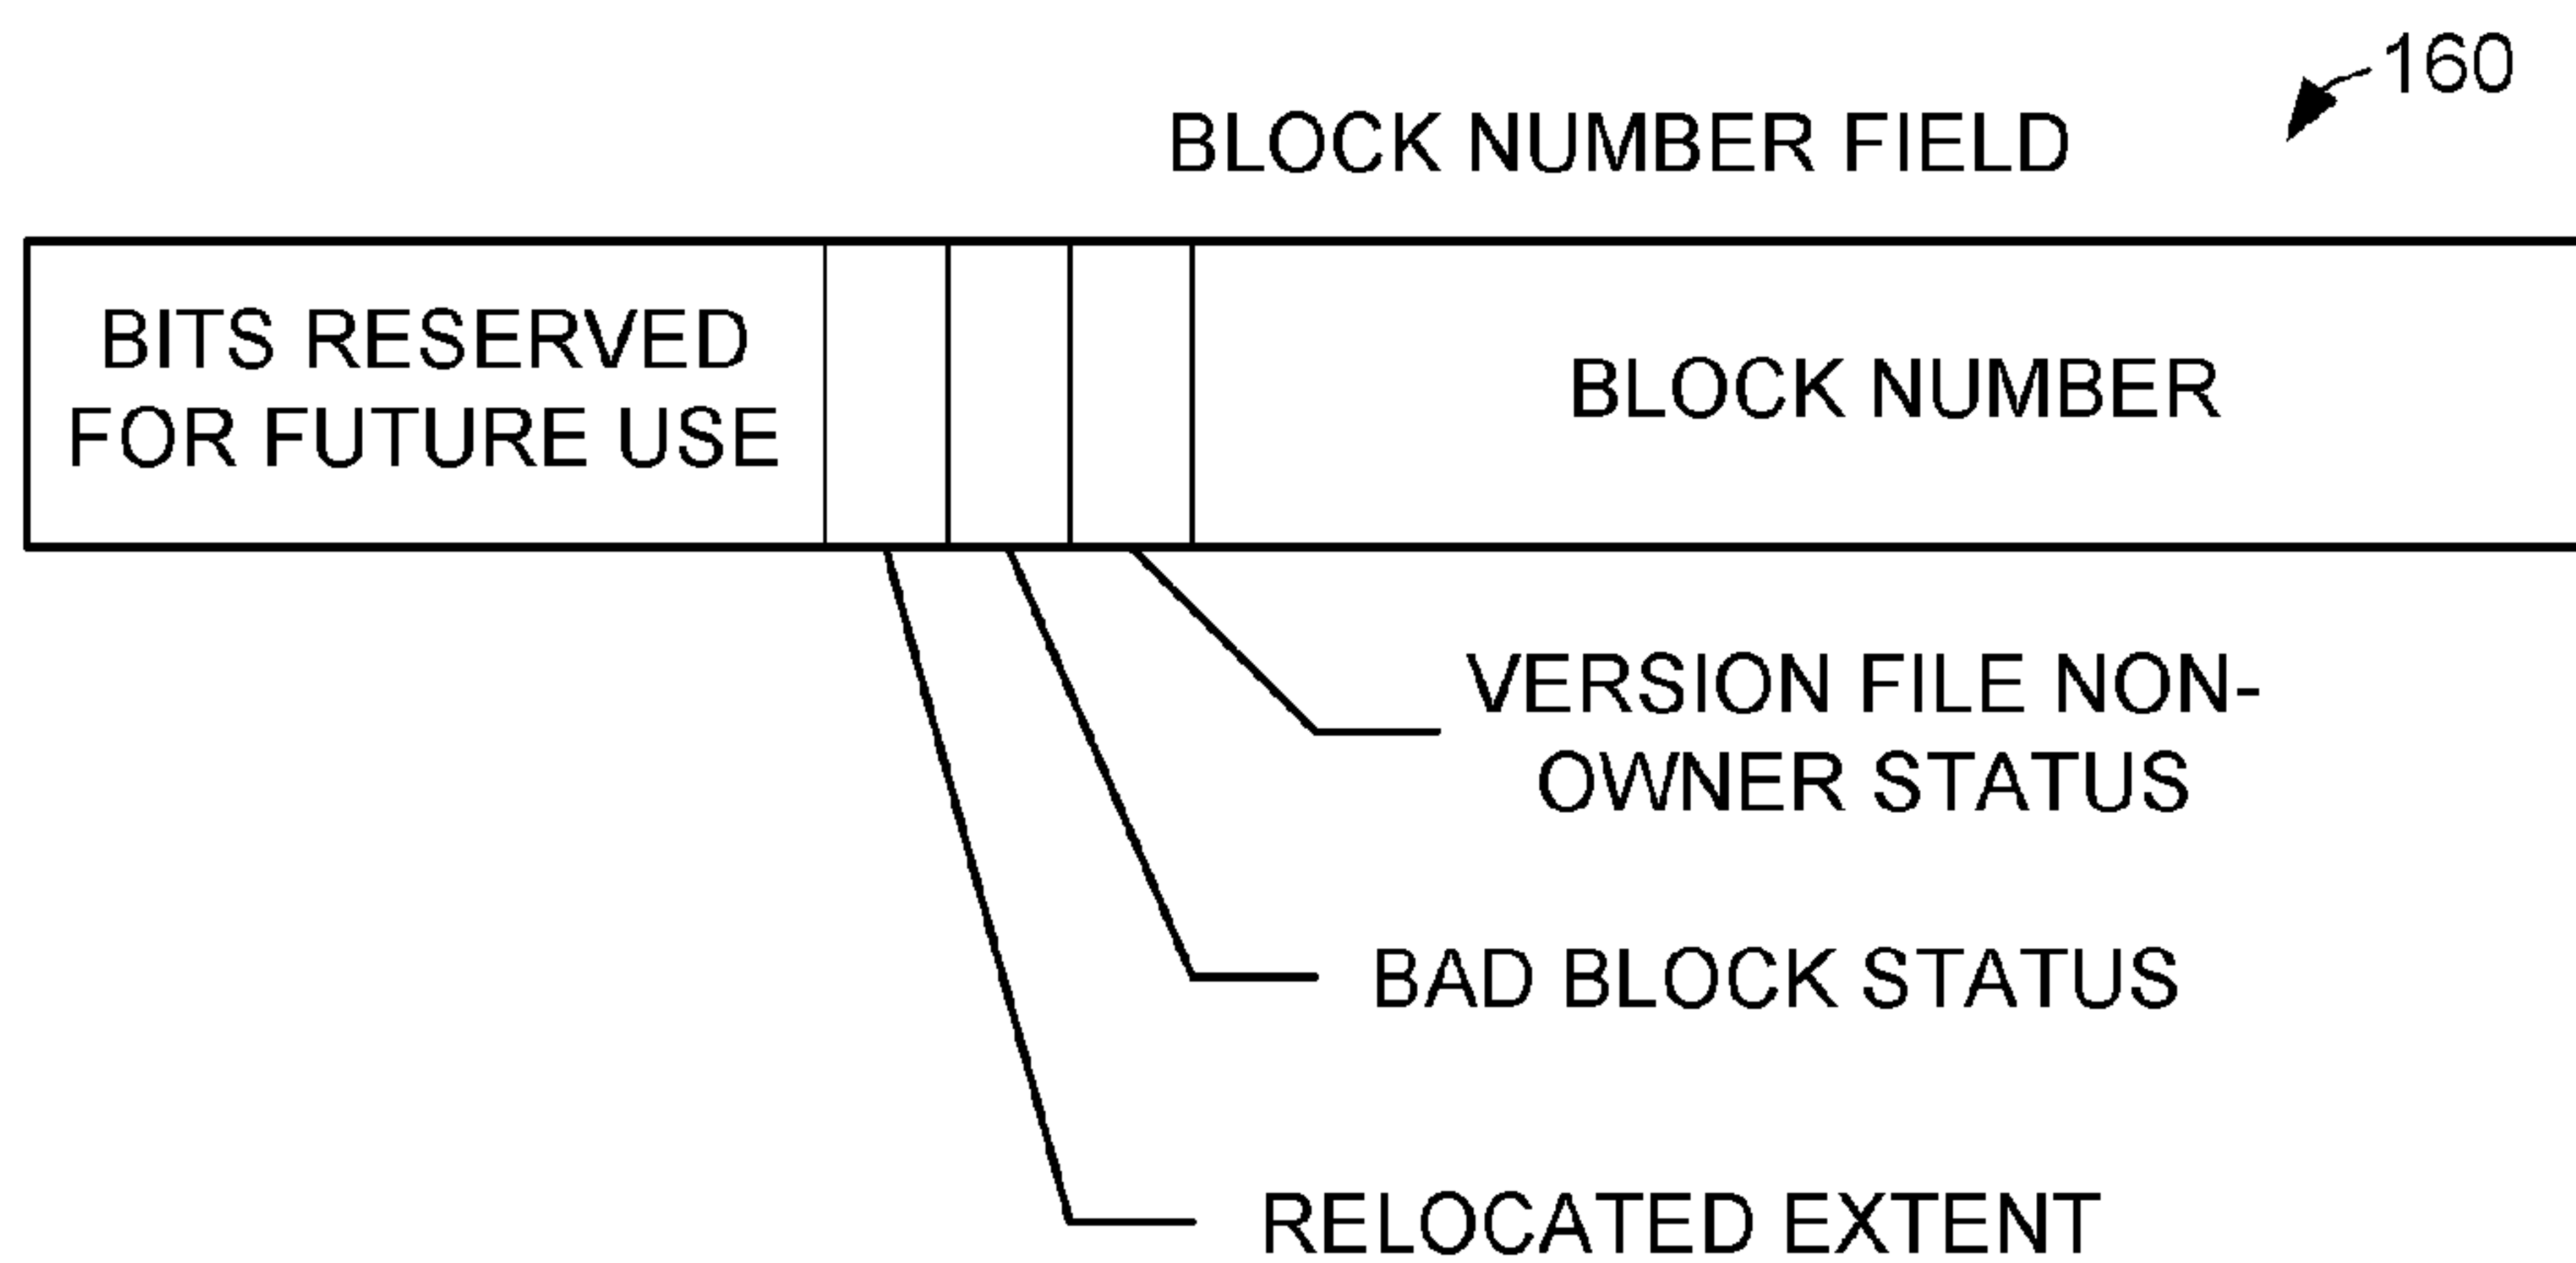 160
BLOCK NUMBER FIELD
BITS RESERVED
FOR FUTURE USE
BLOCK NUMBER
VERSION FILE NON-
OWNER STATUS
BAD BLOCK STATUS
RELOCATED EXTENT